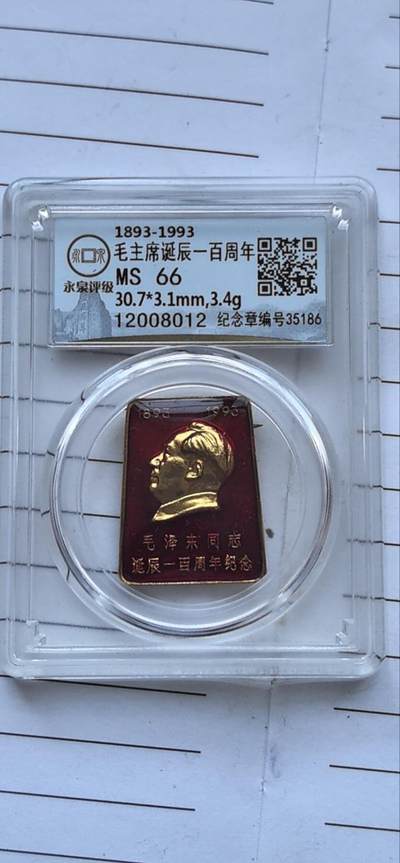 1893-1993
毛主席诞辰一百周年
MS 66
永泉评级
30.7*3.1mm,3.4g
12008012 纪念章编号35186
1893 1993
毛泽东同志
诞辰一百周年纪念